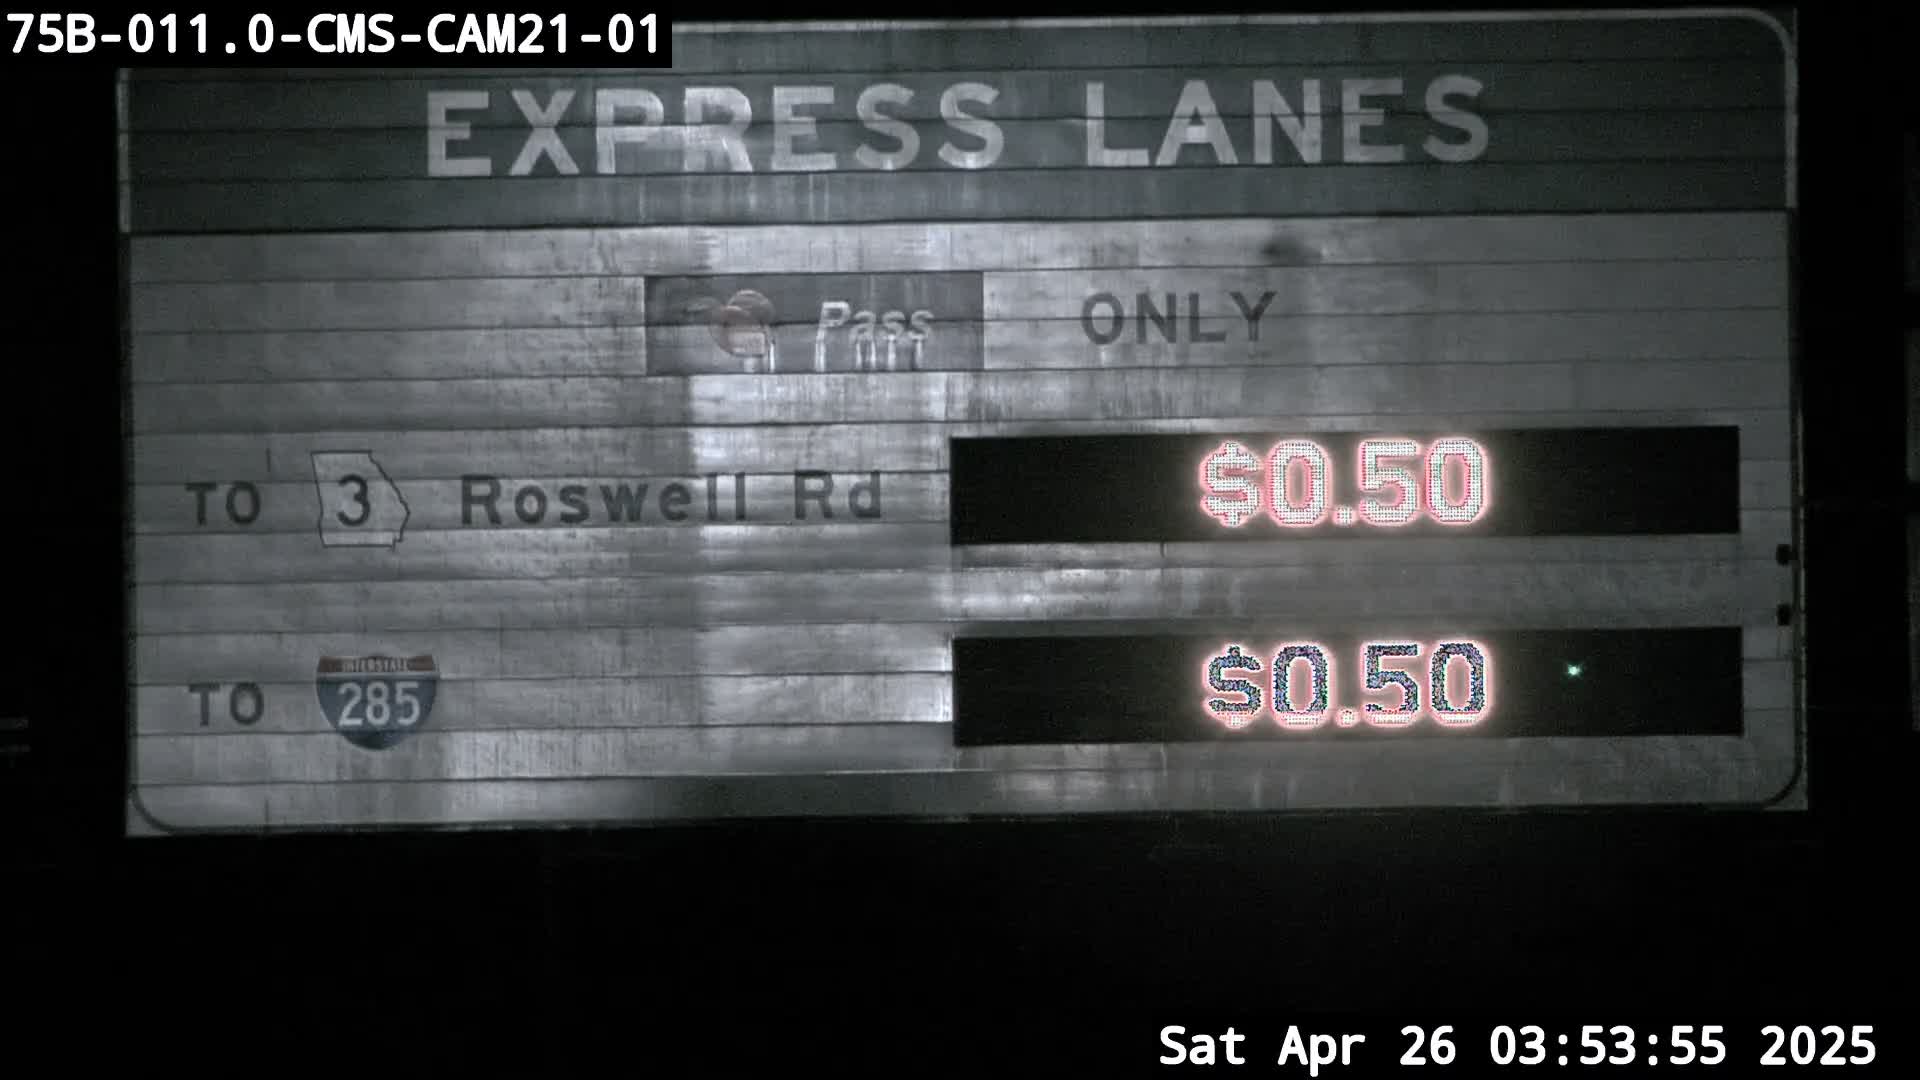 75B-011.0-CMS-CAM21-01
EXPRESS LANES
Pass ONLY
TO 3 Roswell Rd $0.50
INTERSTATE
TO 285 $0.50
Sat Apr 26 03:53:55 2025